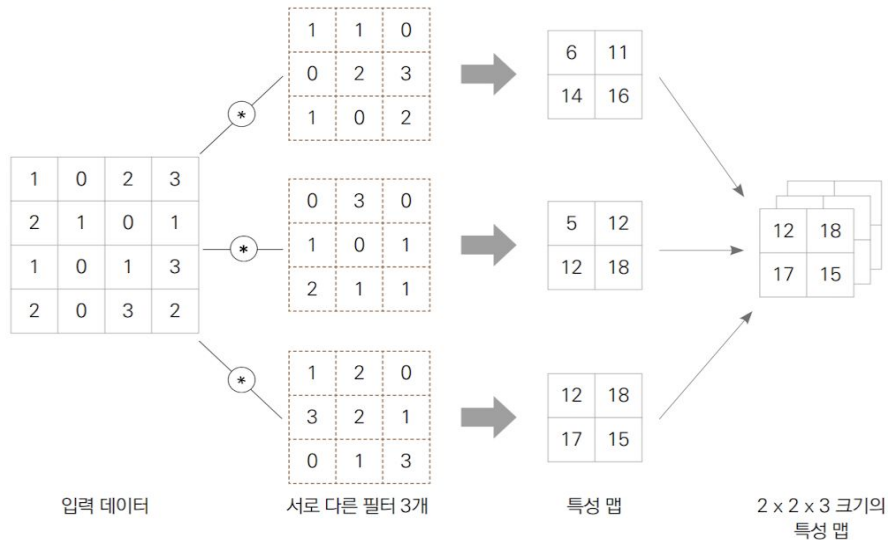 1 1 0
0 2 3
1 0 2
6 11
14 16
*
1 0 2 3
2 1 0 1
1 0 1 3
2 0 3 2
*
0 3 0
1 0 1
2 1 1
5 12
12 18
12 18
17 15
*
1 2 0
3 2 1
0 1 3
12 18
17 15
입력 데이터
서로 다른 필터 3개
특성 맵
2 x 2 x 3 크기의
특성 맵